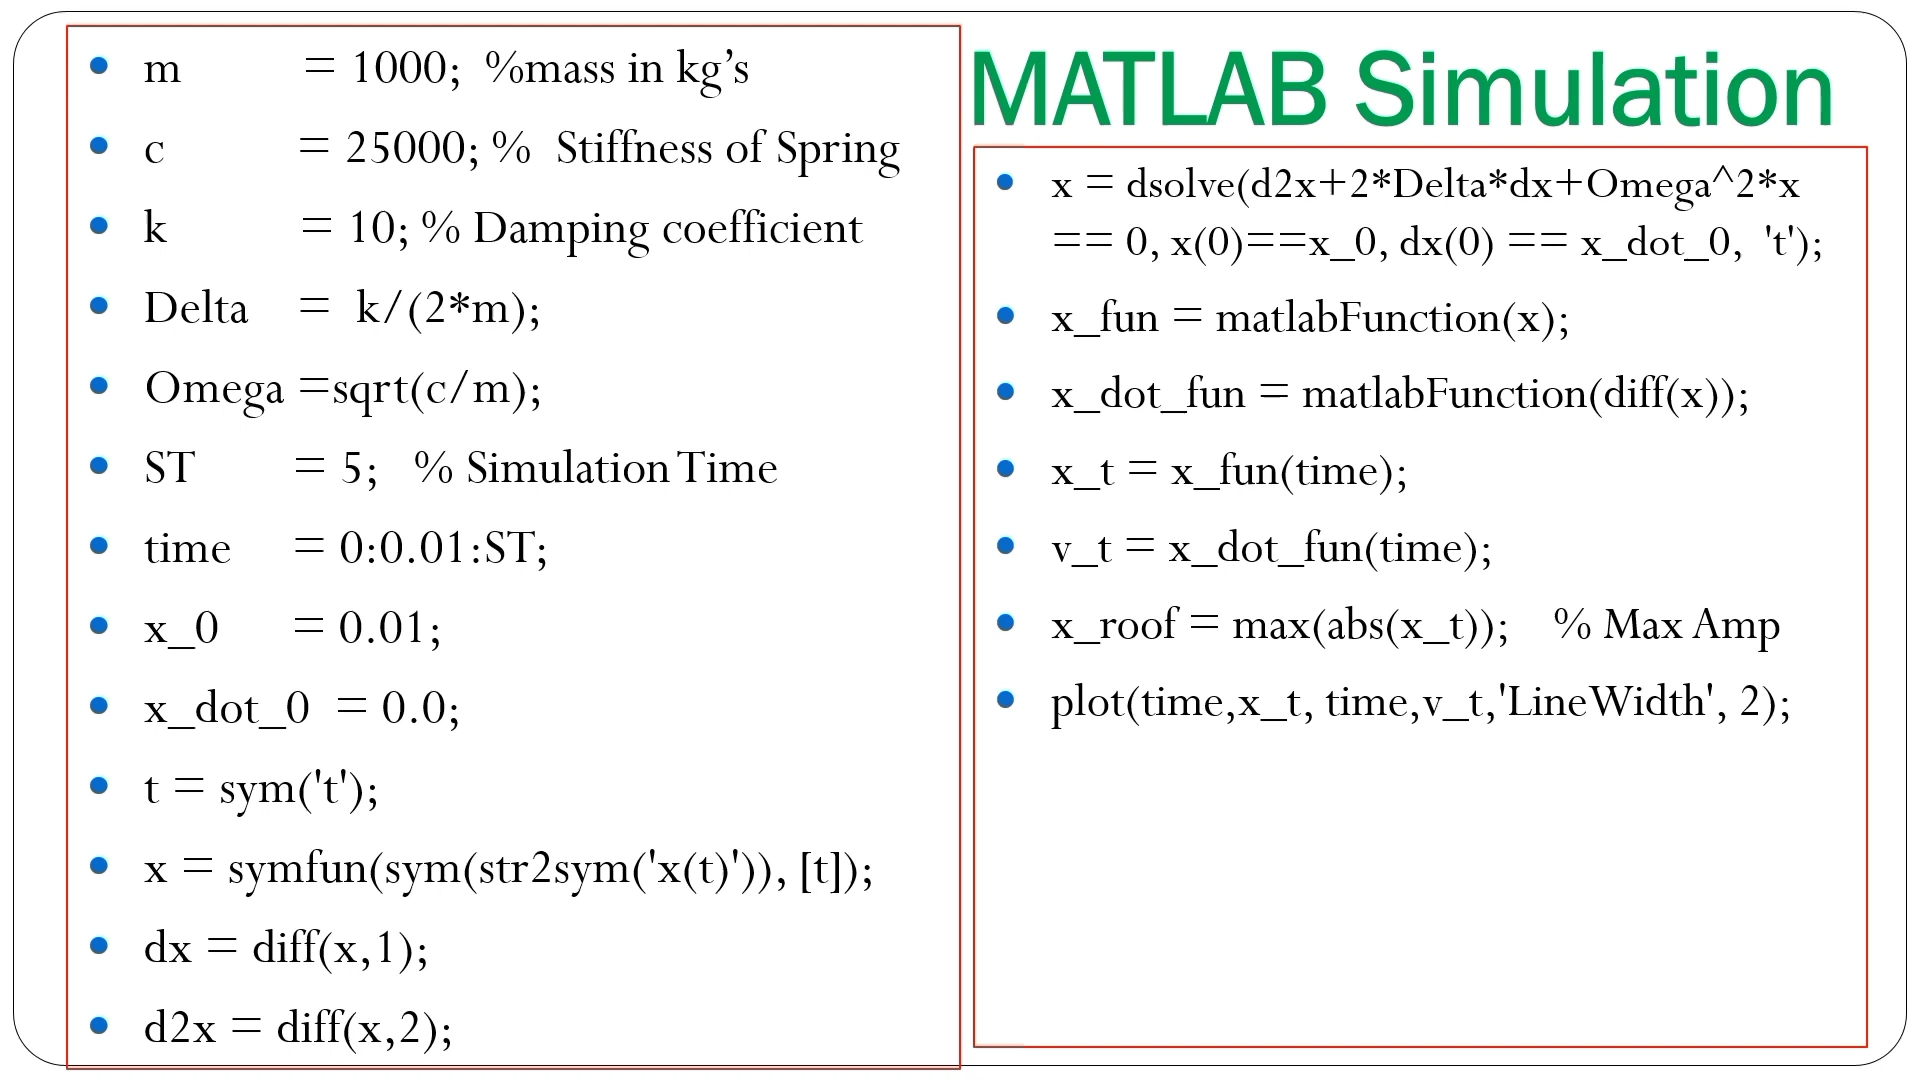 m = 1000; %mass in kg’s
c = 25000; % Stiffness of Spring
k = 10; % Damping coefficient
Delta = k/(2*m);
Omega =sqrt(c/m);
ST = 5; % Simulation Time
time = 0:0.01:ST;
x_0 = 0.01;
x_dot_0 = 0.0;
t = sym('t');
x = symfun(sym(str2sym('x(t)')), [t]);
dx = diff(x,1);
d2x = diff(x,2);
MATLAB Simulation
x = dsolve(d2x+2*Delta*dx+Omega^2*x
== 0, x(0)==x_0, dx(0) == x_dot_0, 't');
x_fun = matlabFunction(x);
x_dot_fun = matlabFunction(diff(x));
x_t = x_fun(time);
v_t = x_dot_fun(time);
x_roof = max(abs(x_t)); % Max Amp
plot(time,x_t, time,v_t,'LineWidth', 2);